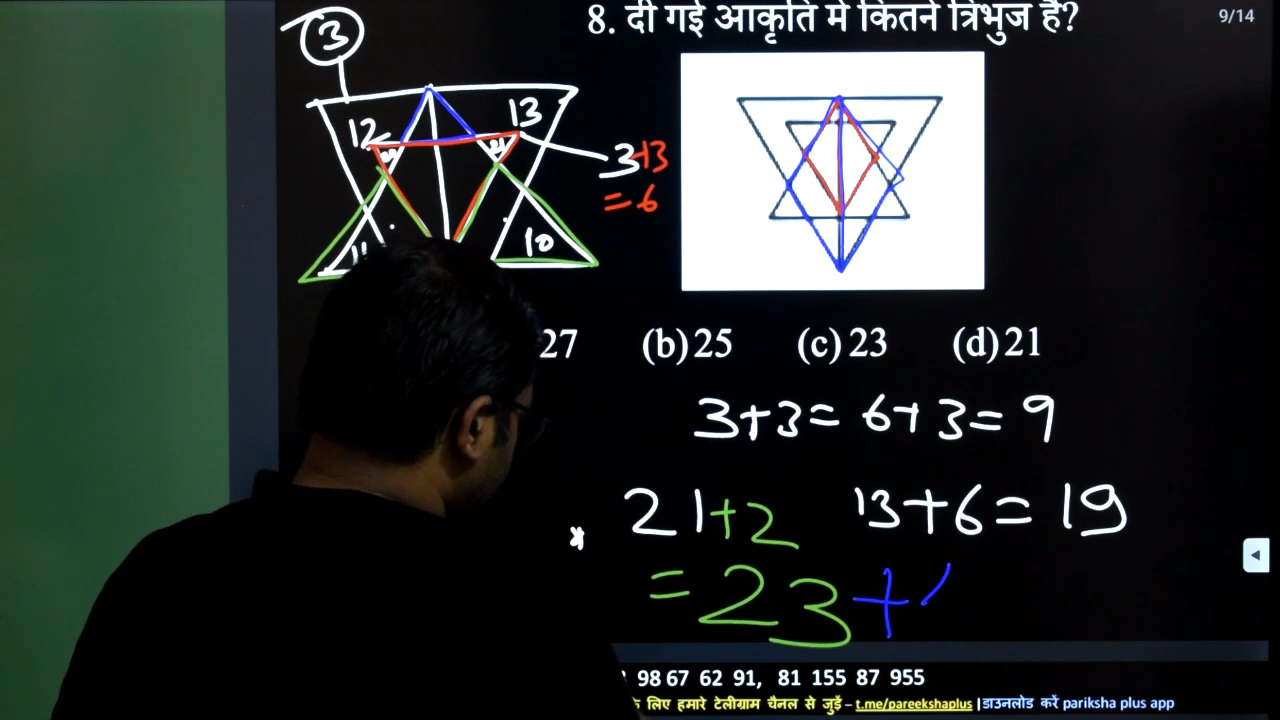 8. दी गई आकृति में कितने त्रिभुज हैं?
9/14
3
12
13
3+3
= 6
11
10
27
(b) 25
(c) 23
(d) 21
3+3= 6+3= 9
21+2
13+6= 19
= 23 +
98 67 62 91, 81 155 87 955
के लिए हमारे टेलीग्राम चैनल से जुड़ें – t.me/pareekshaplus | डाउनलोड करें pariksha plus app